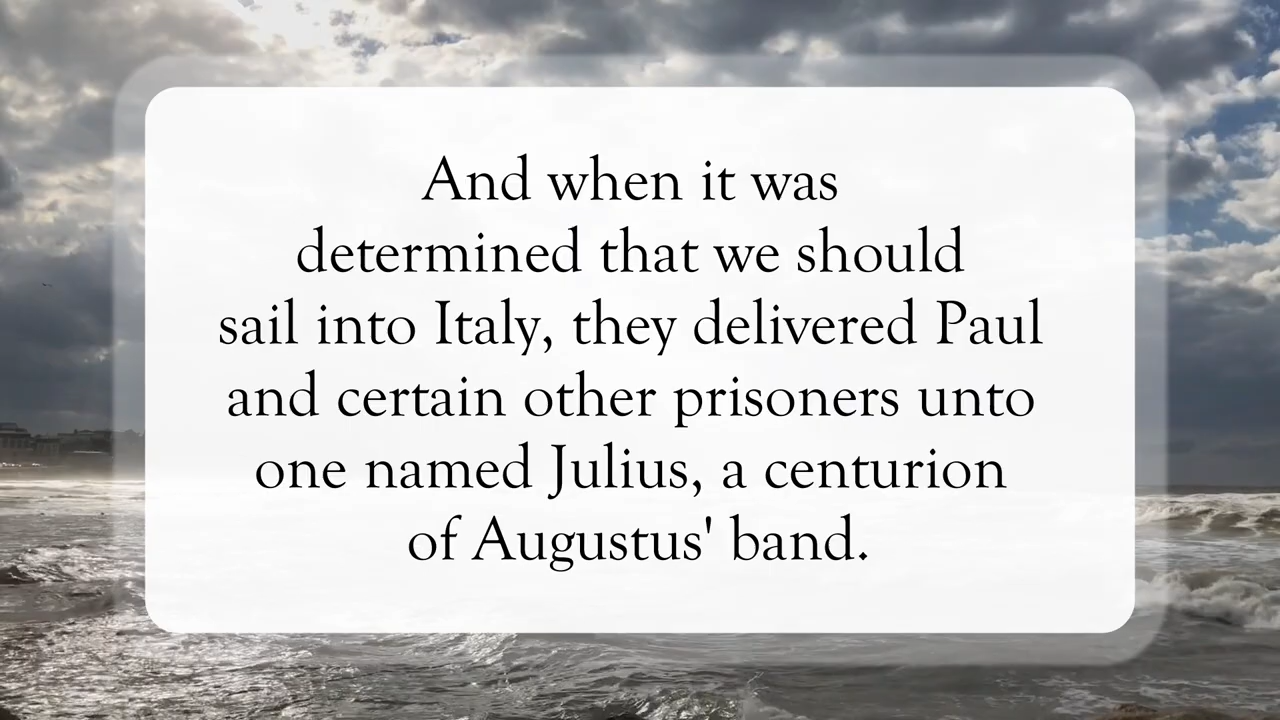 And when it was
determined that we should
sail into Italy, they delivered Paul
and certain other prisoners unto
one named Julius, a centurion
of Augustus' band.